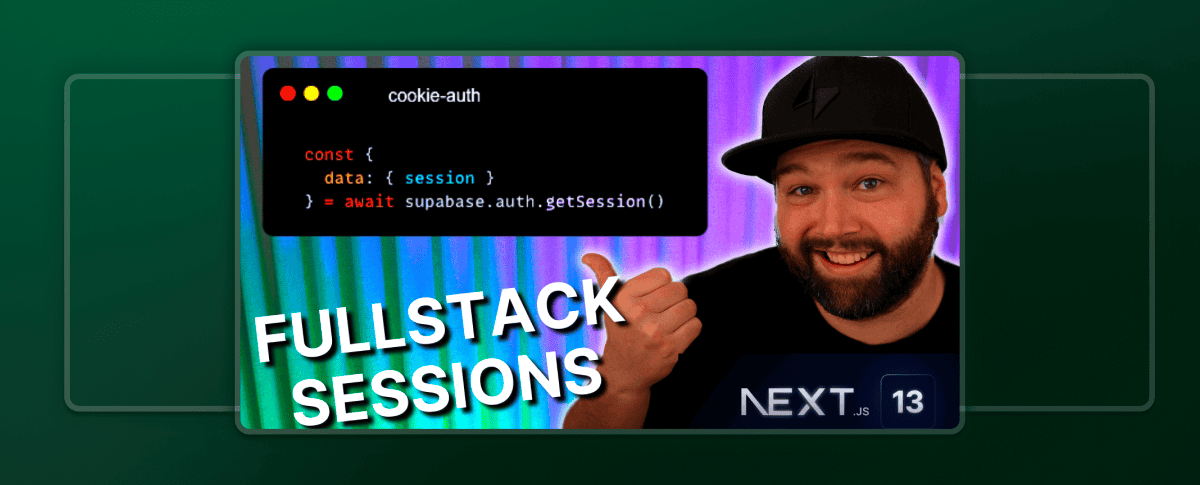 cookie-auth
const {
data: { session }
} = await supabase.auth.getSession()
FULLSTACK
SESSIONS
NEXT.JS 13